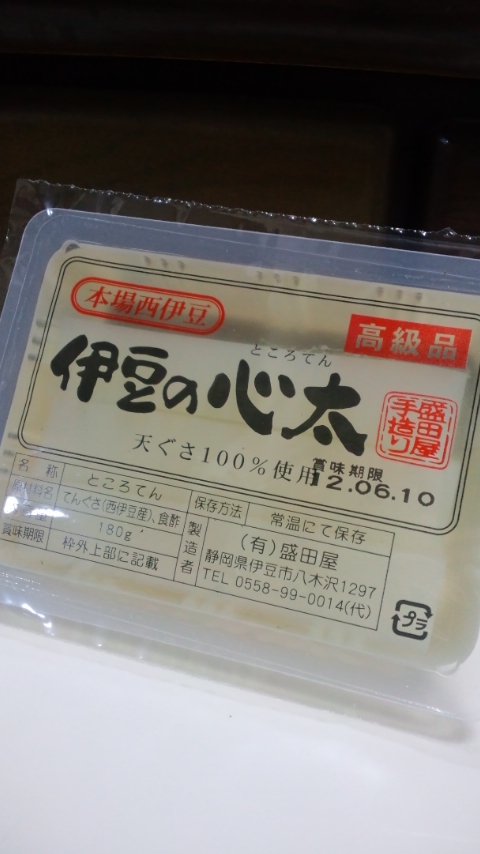 本場西伊豆
高級品
ところてん
伊豆の心太
盛田屋
手造り
天ぐさ100%使用
賞味期限
12.06.10
名 称 ところてん
原材料名 てんぐさ(西伊豆産)、食酢
180g
賞味期限 枠外上部に記載
保存方法 常温にて保存
製造者 (有)盛田屋
静岡県伊豆市八木沢1297
TEL 0558-99-0014(代)
プラ